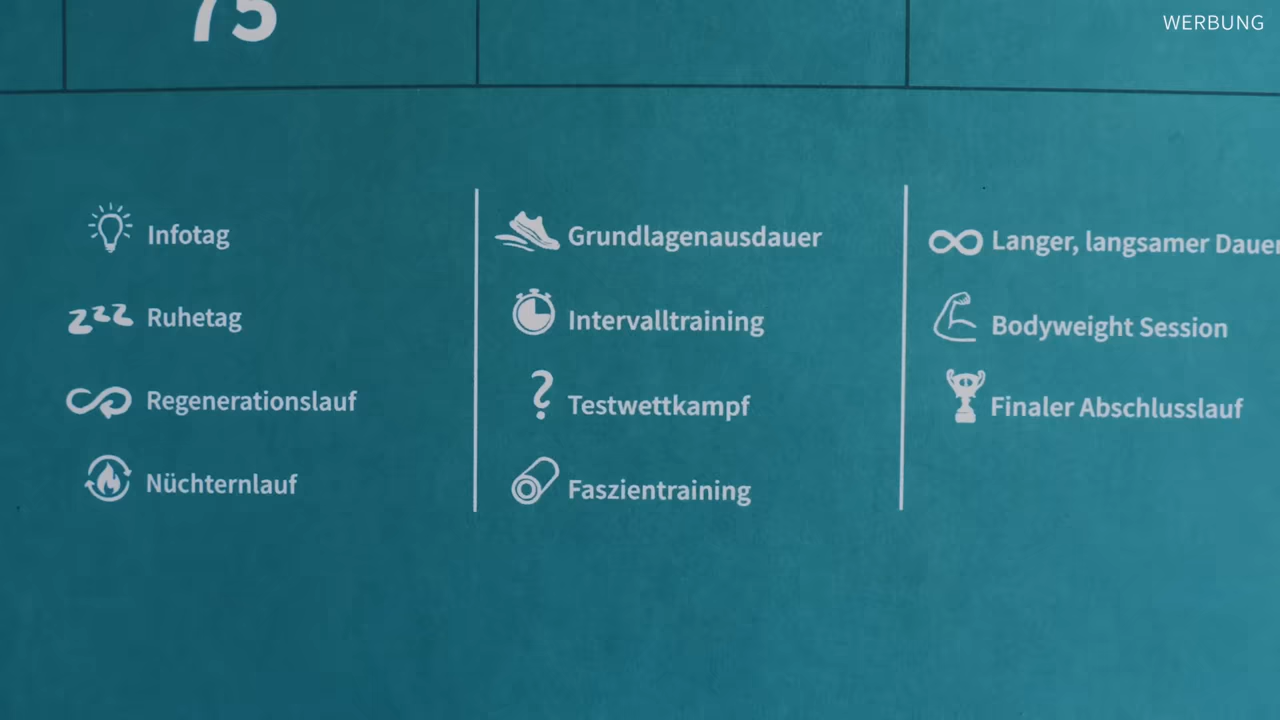 75
WERBUNG
Infotag
Ruhetag
Regenerationslauf
Nüchternlauf
Grundlagenausdauer
Intervalltraining
Testwettkampf
Faszientraining
Langer, langsamer
Bodyweight Session
Finaler Abschlusslauf